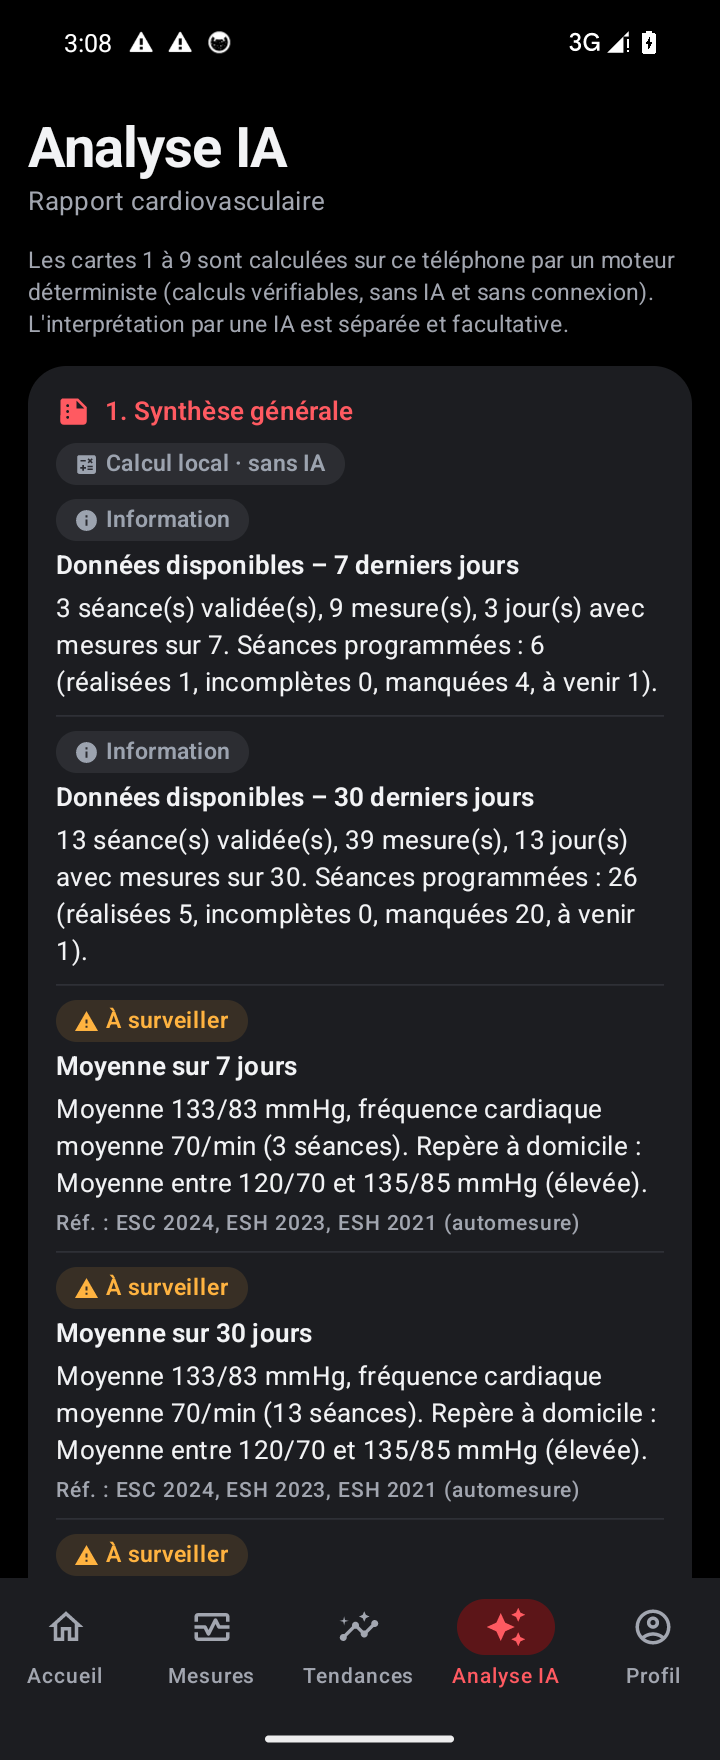 3:08
3G
Analyse IA
Rapport cardiovasculaire
Les cartes 1 à 9 sont calculées sur ce téléphone par un moteur
déterministe (calculs vérifiables, sans IA et sans connexion).
L'interprétation par une IA est séparée et facultative.
1. Synthèse générale
Calcul local · sans IA
Information
Données disponibles – 7 derniers jours
3 séance(s) validée(s), 9 mesure(s), 3 jour(s) avec
mesures sur 7. Séances programmées : 6
(réalisées 1, incomplètes 0, manquées 4, à venir 1).
Information
Données disponibles – 30 derniers jours
13 séance(s) validée(s), 39 mesure(s), 13 jour(s)
avec mesures sur 30. Séances programmées : 26
(réalisées 5, incomplètes 0, manquées 20, à venir
1).
À surveiller
Moyenne sur 7 jours
Moyenne 133/83 mmHg, fréquence cardiaque
moyenne 70/min (3 séances). Repère à domicile :
Moyenne entre 120/70 et 135/85 mmHg (élevée).
Réf. : ESC 2024, ESH 2023, ESH 2021 (automesure)
À surveiller
Moyenne sur 30 jours
Moyenne 133/83 mmHg, fréquence cardiaque
moyenne 70/min (13 séances). Repère à domicile :
Moyenne entre 120/70 et 135/85 mmHg (élevée).
Réf. : ESC 2024, ESH 2023, ESH 2021 (automesure)
À surveiller
Accueil
Mesures
Tendances
Analyse IA
Profil